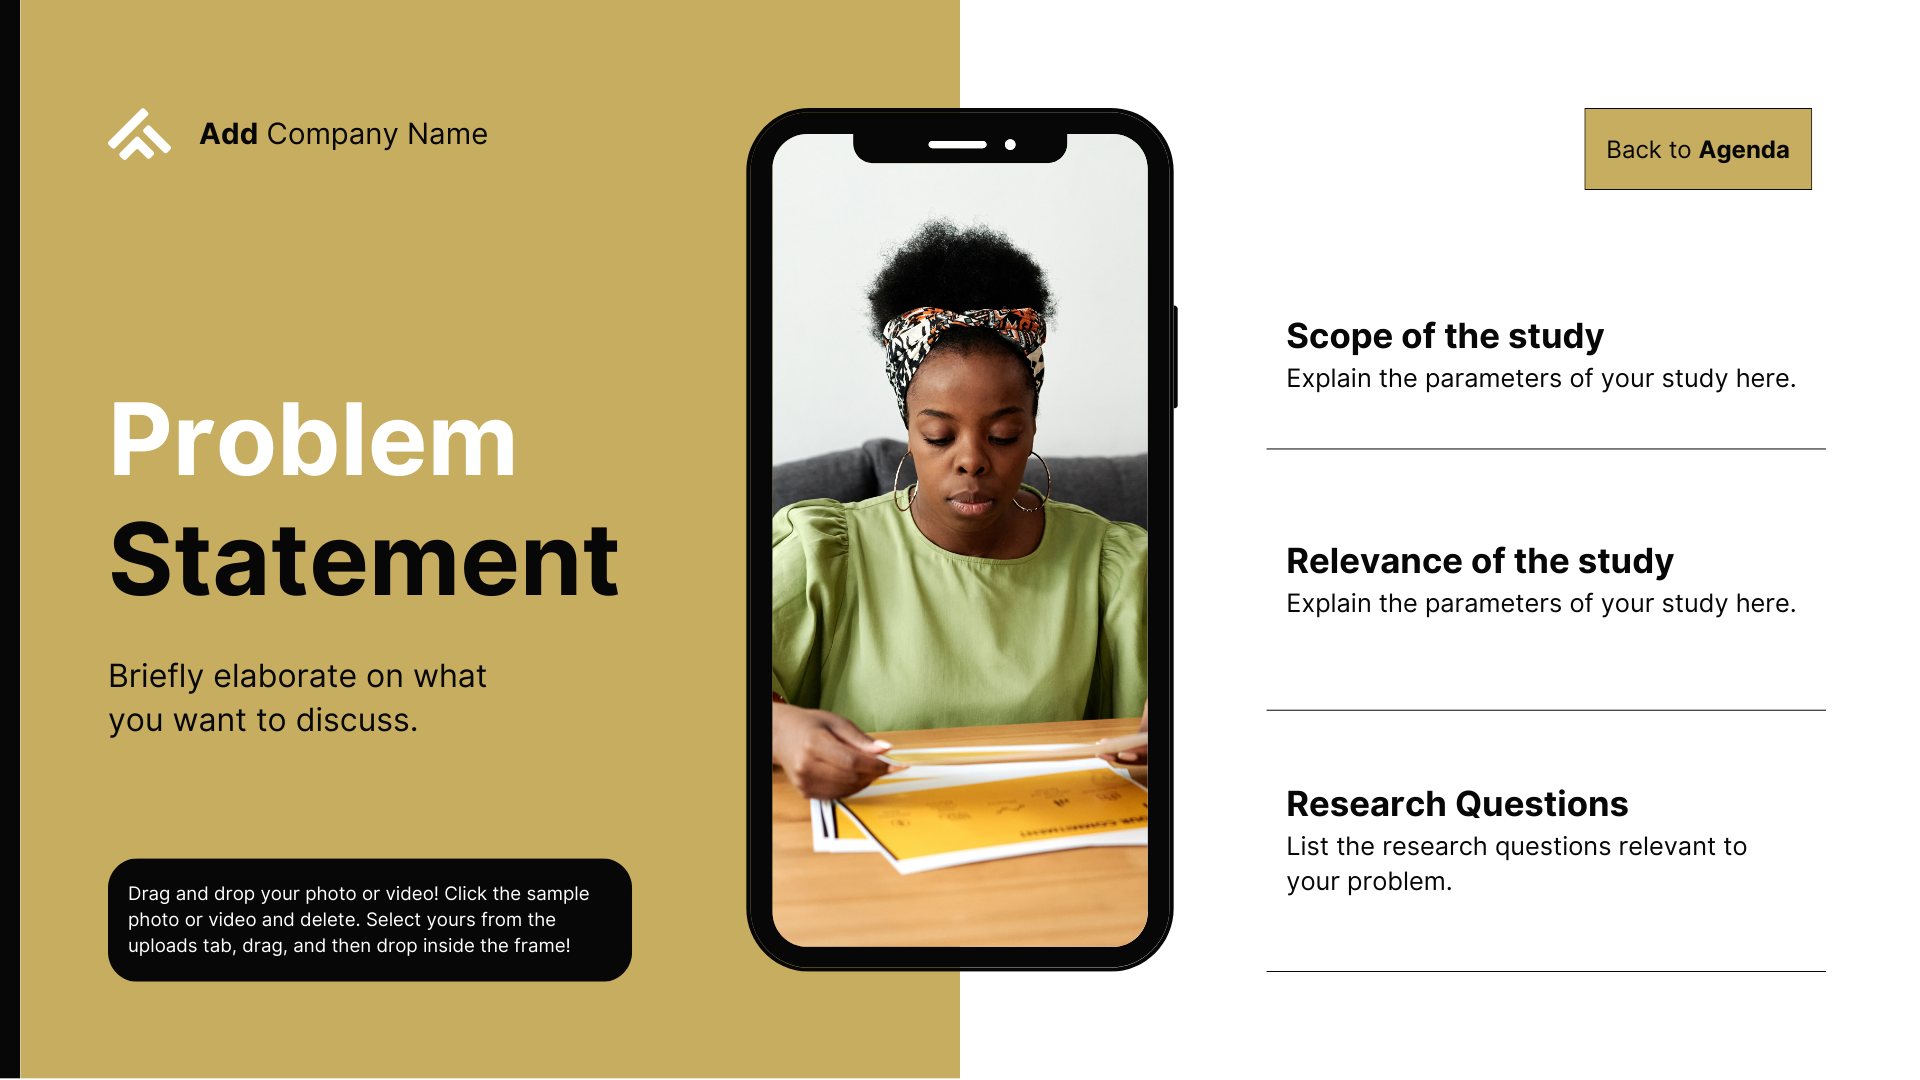 Add Company Name
Back to Agenda
Problem
Statement
Briefly elaborate on what
you want to discuss.
Drag and drop your photo or video! Click the sample
photo or video and delete. Select yours from the
uploads tab, drag, and then drop inside the frame!
Scope of the study
Explain the parameters of your study here.
Relevance of the study
Explain the parameters of your study here.
Research Questions
List the research questions relevant to
your problem.